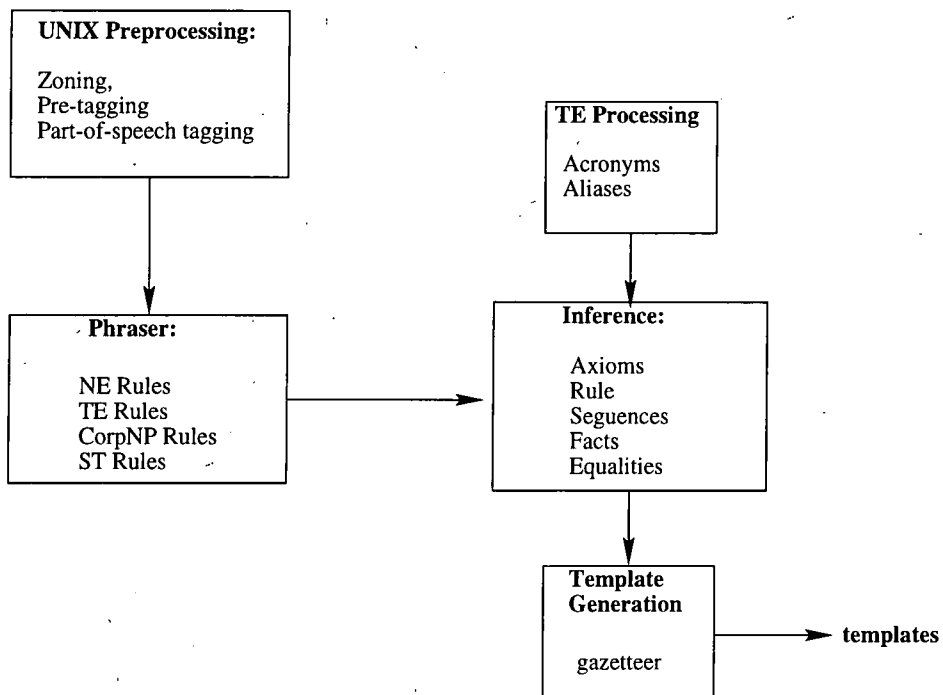 UNIX Preprocessing:
Zoning,
Pre-tagging
Part-of-speech tagging
TE Processing
Acronyms
Aliases
Phraser:
NE Rules
TE Rules
CorpNP Rules
ST Rules
Inference:
Axioms
Rule
Seguences
Facts
Equalities
Template
Generation
gazetteer
templates